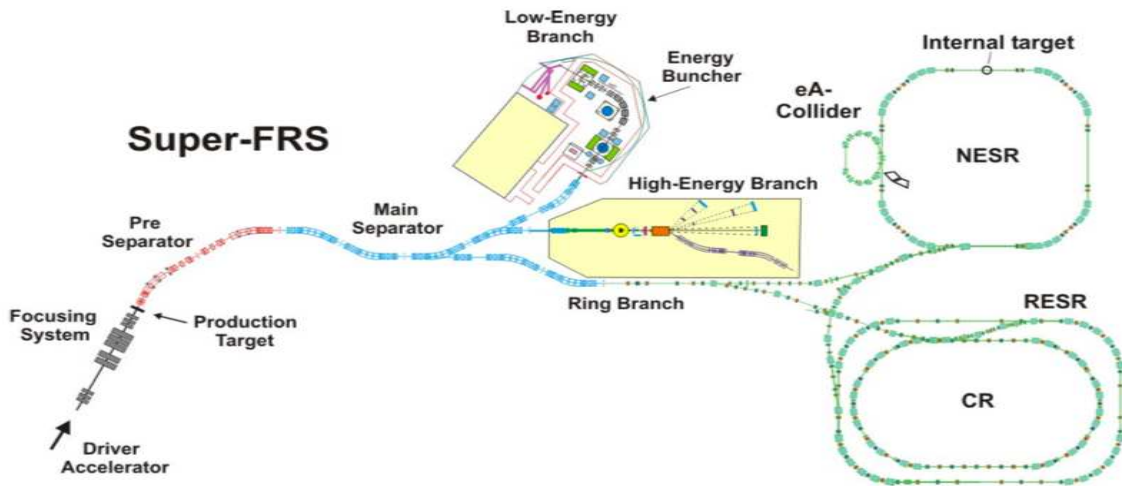 Low-Energy
Branch
Energy
Buncher
Internal target
eA-
Collider
NESR
Super-FRS
High-Energy Branch
Main
Separator
Pre
Separator
Ring Branch
RESR
Focusing
System
Production
Target
CR
Driver
Accelerator